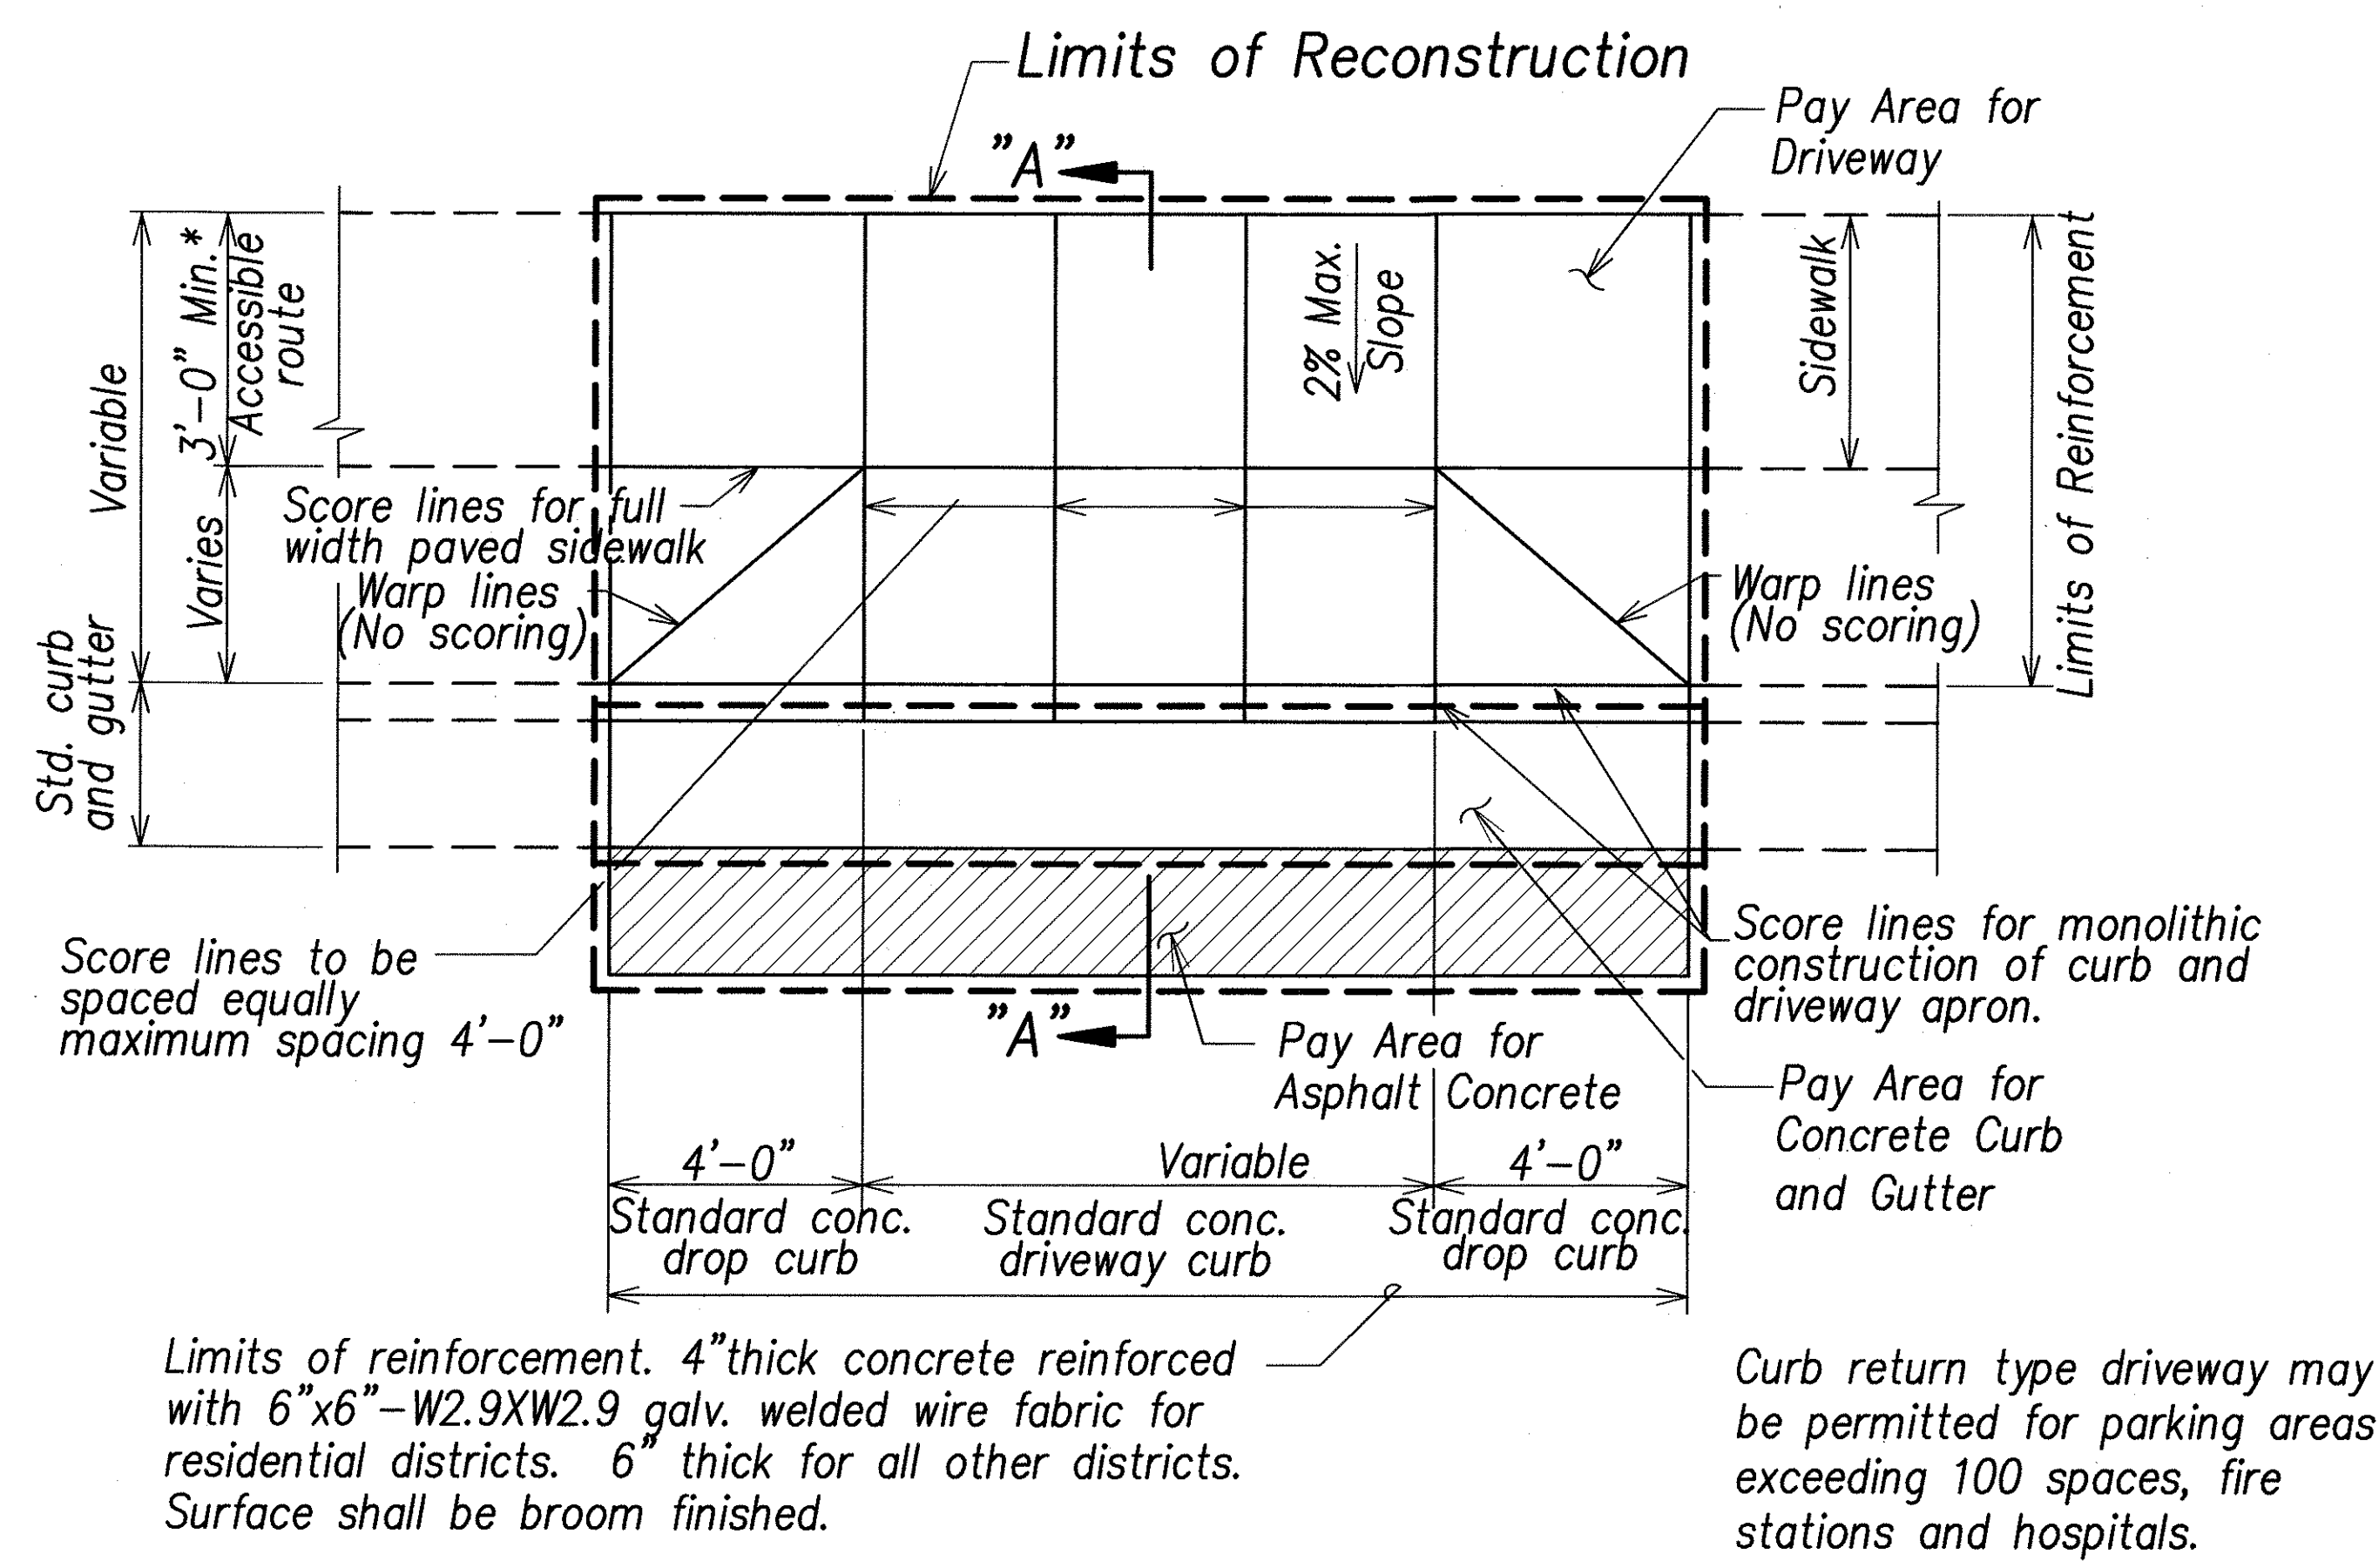 Limits of Reconstruction
Pay Area for
Driveway
"A"
Variable
3'-0" Min.*
Accessible
route
2% Max.
Slope
Sidewalk
Limits of Reinforcement
Score lines for full
width paved sidewalk
Varies
Warp lines
(No scoring)
Warp lines
(No scoring)
Std. curb
and gutter
Score lines to be
spaced equally
maximum spacing 4'-0"
Score lines for monolithic
construction of curb and
driveway apron.
"A"
Pay Area for
Asphalt Concrete
Pay Area for
Concrete Curb
and Gutter
4'-0"
Variable
4'-0"
Standard conc.
drop curb
Standard conc.
driveway curb
Standard conc.
drop curb
Limits of reinforcement. 4"thick concrete reinforced
with 6"x6"-W2.9XW2.9 galv. welded wire fabric for
residential districts. 6" thick for all other districts.
Surface shall be broom finished.
Curb return type driveway may
be permitted for parking areas
exceeding 100 spaces, fire
stations and hospitals.